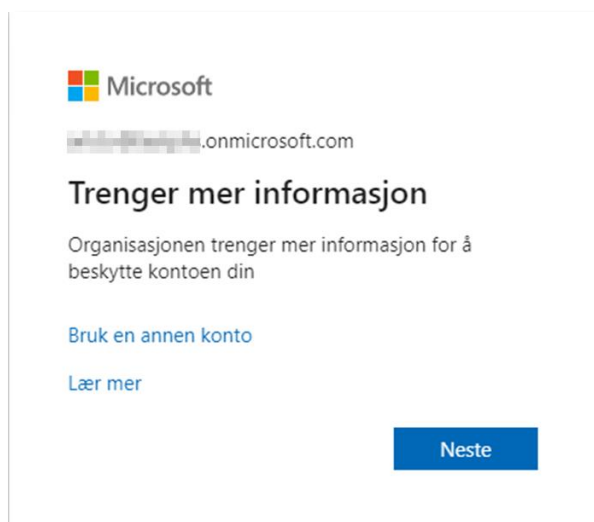 Microsoft
.onmicrosoft.com
Trenger mer informasjon
Organisasjonen trenger mer informasjon for å
beskytte kontoen din
Bruk en annen konto
Lær mer
Neste